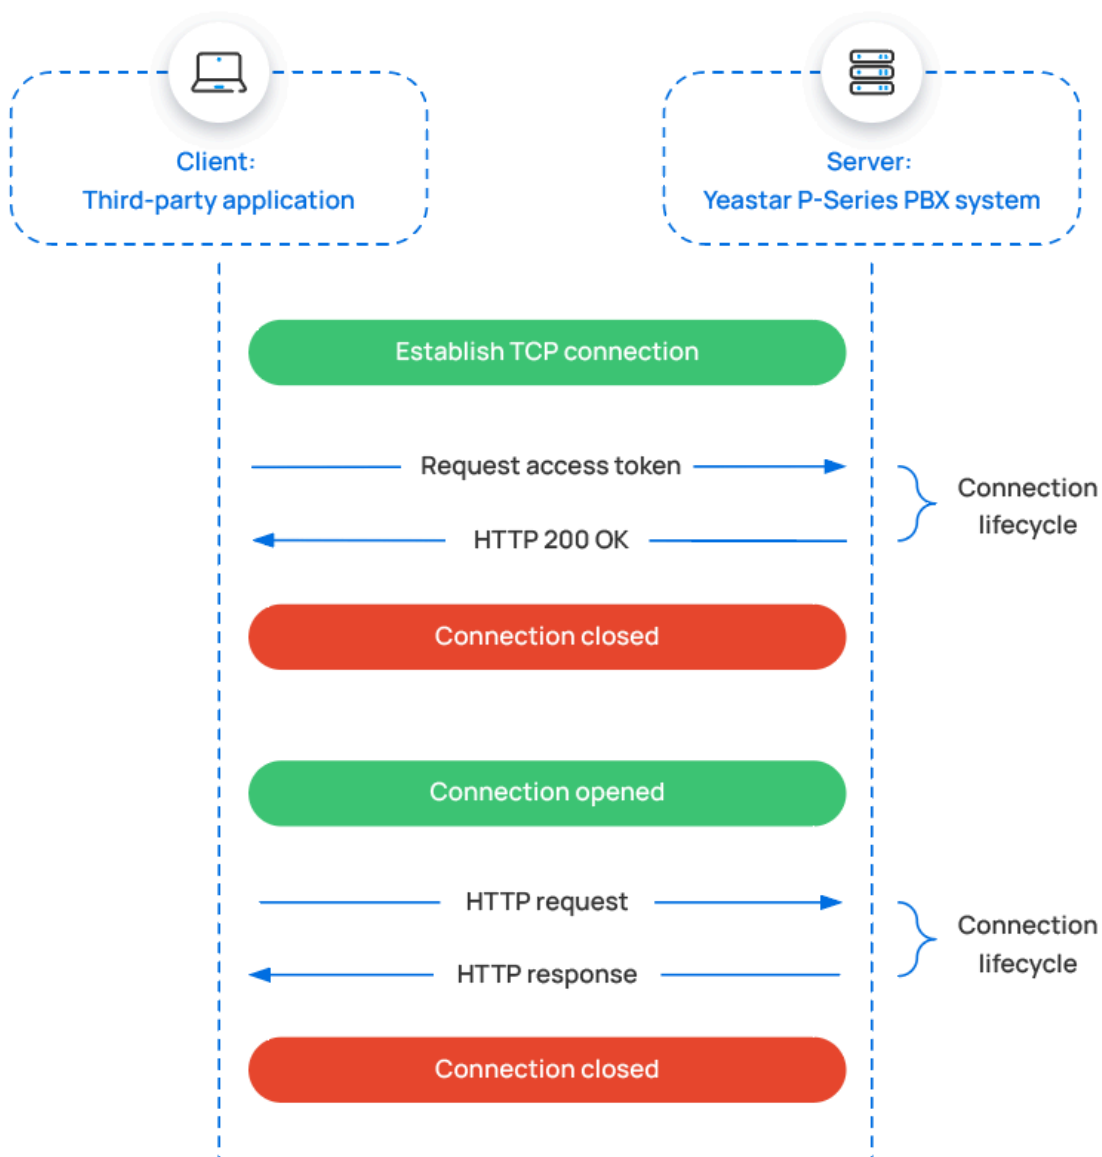 Client:
Third-party application
Server:
Yeastar P-Series PBX system
Establish TCP connection
Request access token
HTTP 200 OK
Connection
lifecycle
Connection closed
Connection opened
HTTP request
HTTP response
Connection
lifecycle
Connection closed